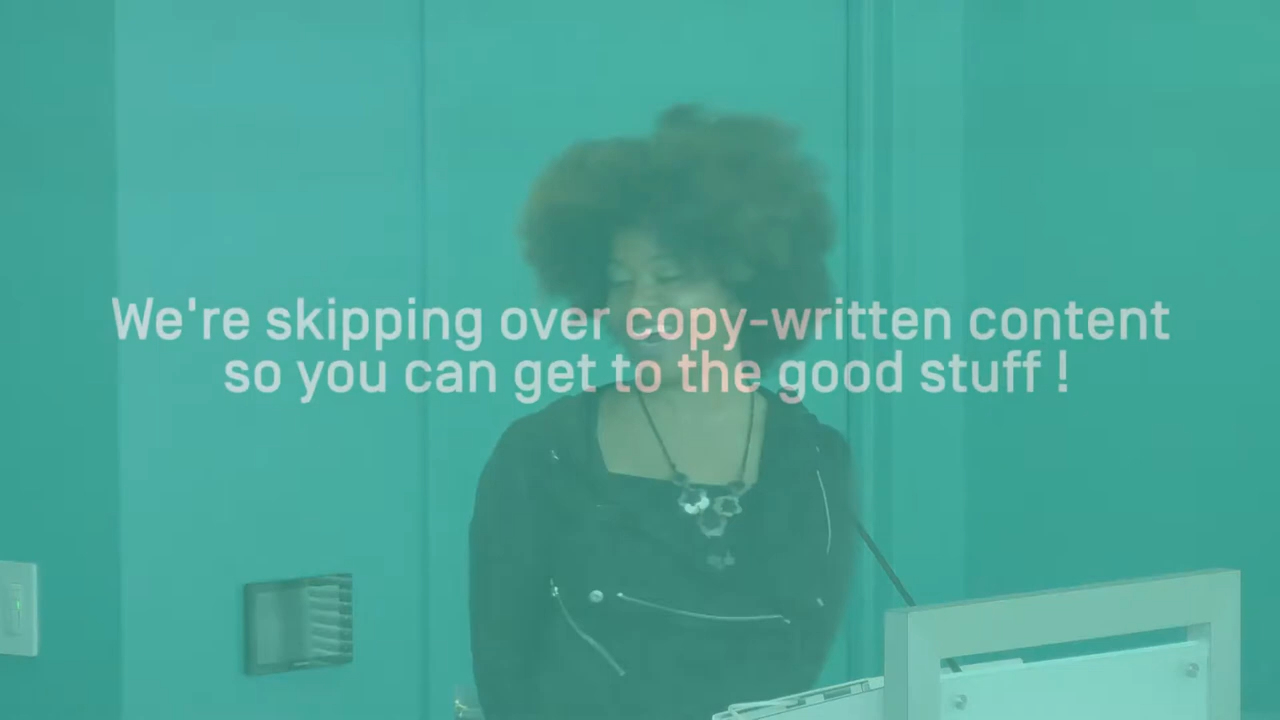 We're skipping over copy-written content
so you can get to the good stuff !